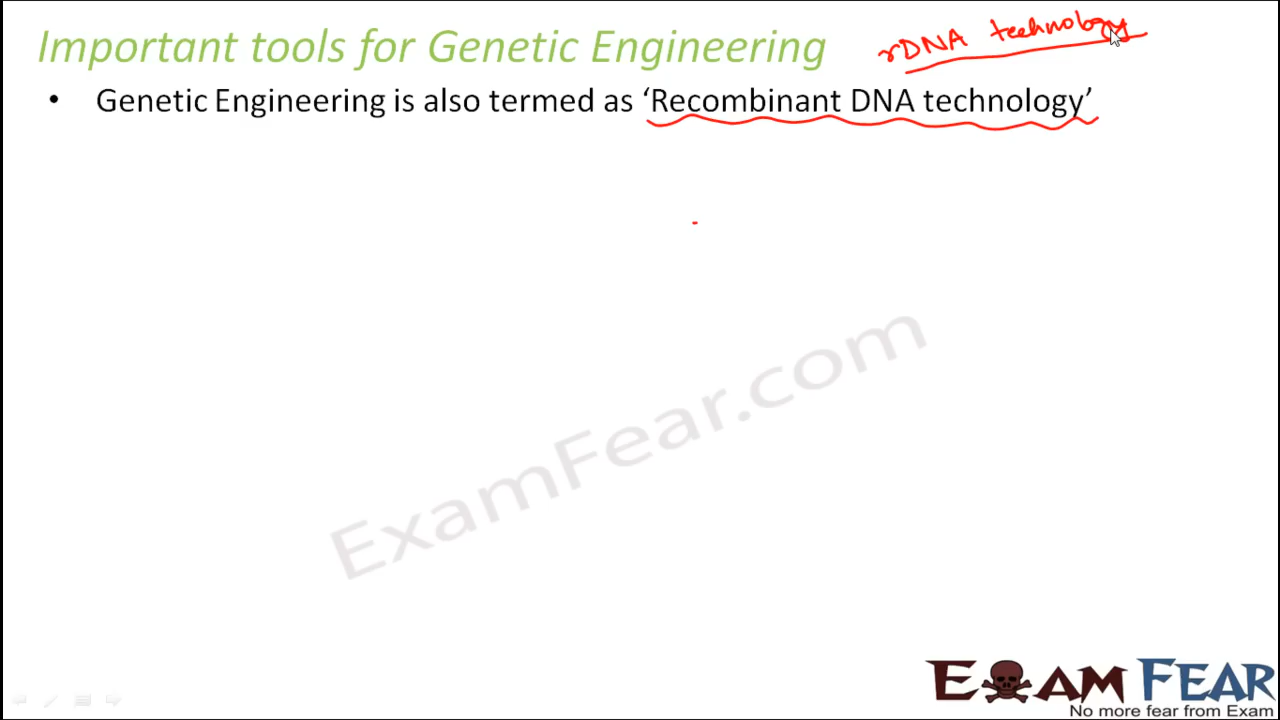 Important tools for Genetic Engineering
rDNA technology
• Genetic Engineering is also termed as ‘Recombinant DNA technology’
ExamFear.com
EXAM FEAR
No more fear from Exam